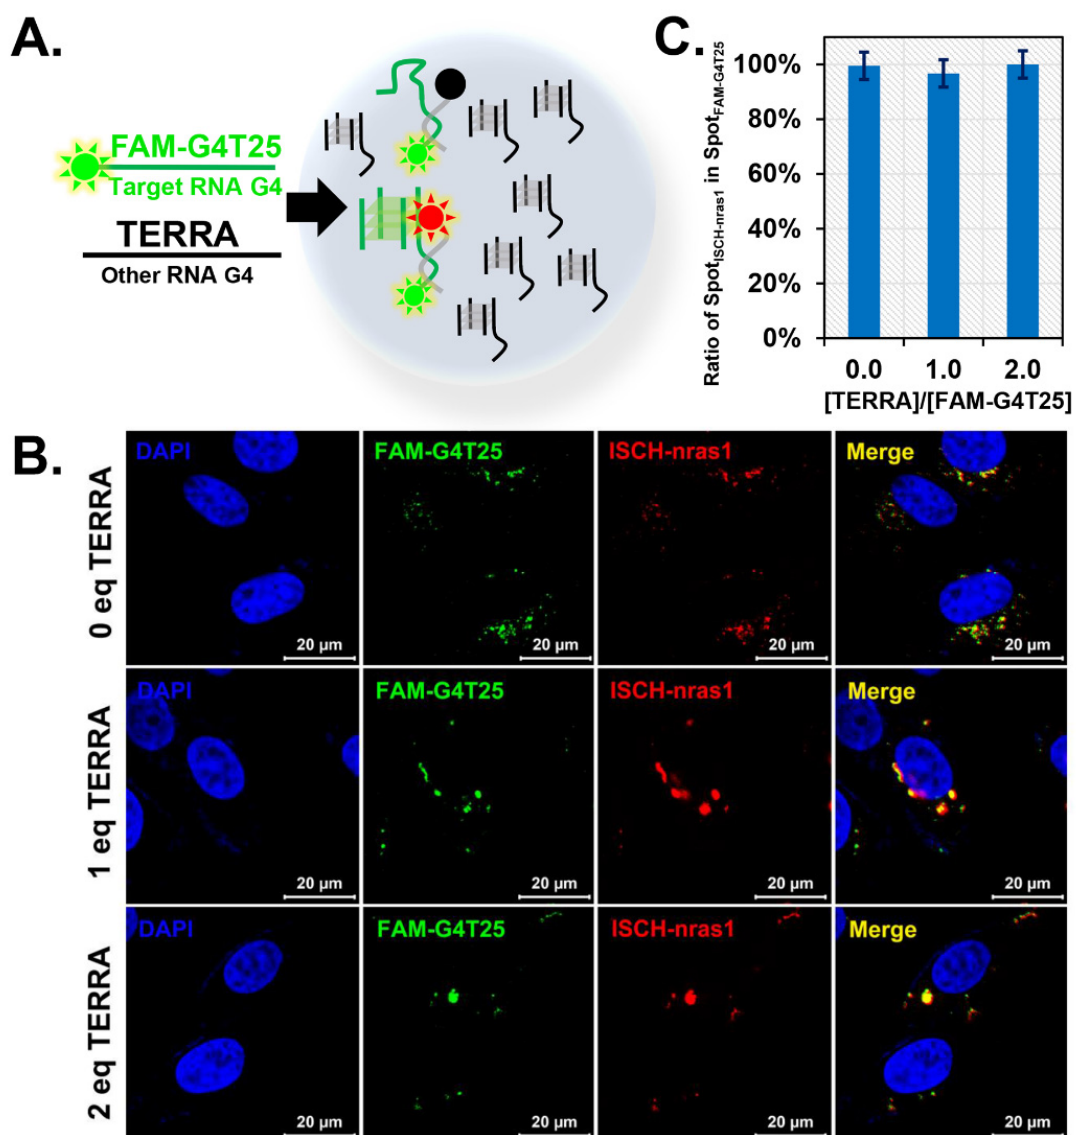 A.
FAM-G4T25
Target RNA G4
TERRA
Other RNA G4
C.
Ratio of Spot ISCH-nras1 in Spot FAM-G4T25
100%
80%
60%
40%
20%
0%
0.0 1.0 2.0
[TERRA]/[FAM-G4T25]
B.
0 eq TERRA
DAPI FAM-G4T25 ISCH-nras1 Merge
20 µm 20 µm 20 µm 20 µm
1 eq TERRA
DAPI FAM-G4T25 ISCH-nras1 Merge
20 µm 20 µm 20 µm 20 µm
2 eq TERRA
DAPI FAM-G4T25 ISCH-nras1 Merge
20 µm 20 µm 20 µm 20 µm